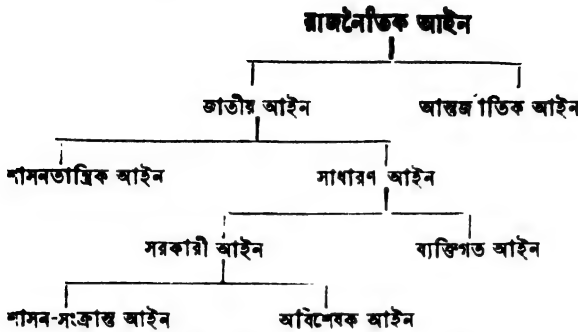 রাজনৈতিক আইন
জাতীয় আইন আন্তর্জাতিক আইন
শাসনতান্ত্রিক আইন সাধারণ আইন
সরকারী আইন ব্যক্তিগত আইন
শাসন-সংক্রান্ত আইন অবিশেষক আইন